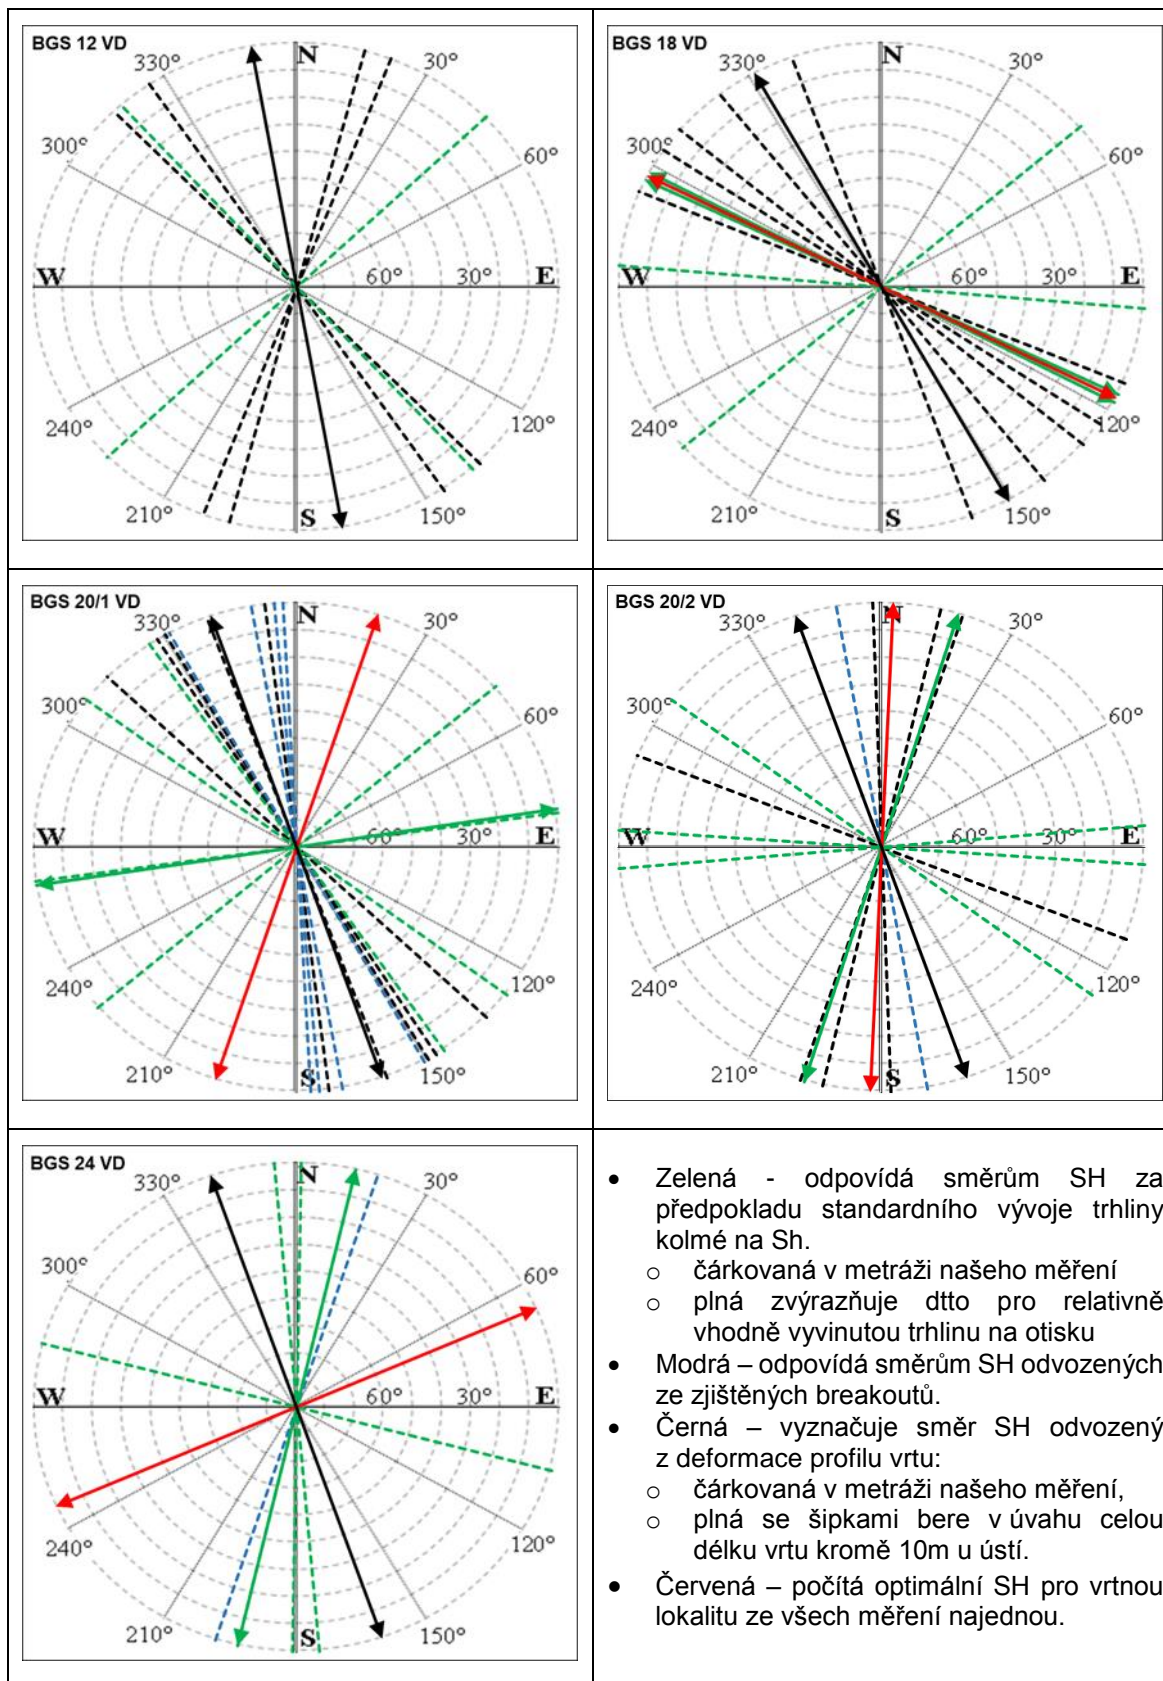 BGS 12 VD
N
330°
30°
300°
60°
W
60°
30°
E
240°
120°
210°
S
150°
BGS 18 VD
N
330°
30°
300°
60°
W
60°
30°
E
240°
120°
210°
S
150°
BGS 20/1 VD
N
330°
30°
300°
60°
W
60°
30°
E
240°
120°
210°
S
150°
BGS 20/2 VD
N
330°
30°
300°
60°
W
60°
30°
E
240°
120°
210°
S
150°
BGS 24 VD
N
330°
30°
300°
60°
W
60°
30°
E
240°
120°
210°
S
150°
• Zelená - odpovídá směrům SH za
předpokladu standardního vývoje trhliny
kolmé na Sh.
o čárkovaná v metráži našeho měření
o plná zvýrazňuje dtto pro relativně
vhodně vyvinutou trhlinu na otisku
• Modrá – odpovídá směrům SH odvozených
ze zjištěných breakoutů.
• Černá – vyznačuje směr SH odvozený
z deformace profilu vrtu:
o čárkovaná v metráži našeho měření,
o plná se šipkami bere v úvahu celou
délku vrtu kromě 10m u ústí.
• Červená – počítá optimální SH pro vrtnou
lokalitu ze všech měření najednou.